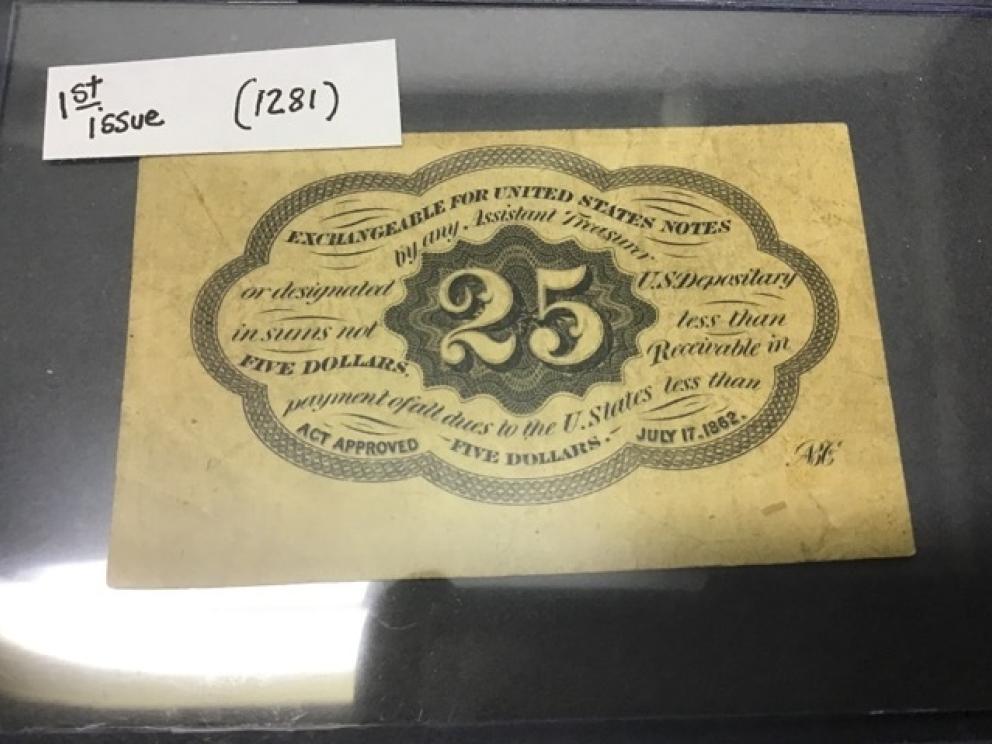 1st issue (1281)
EXCHANGEABLE FOR UNITED STATES NOTES
by any Assistant Treasurer
or designated U.S. Depositary
in sums not less than
FIVE DOLLARS. Receivable in
payment of all dues to the U. States less than
FIVE DOLLARS.
ACT APPROVED JULY 17. 1862.
25
ABCº